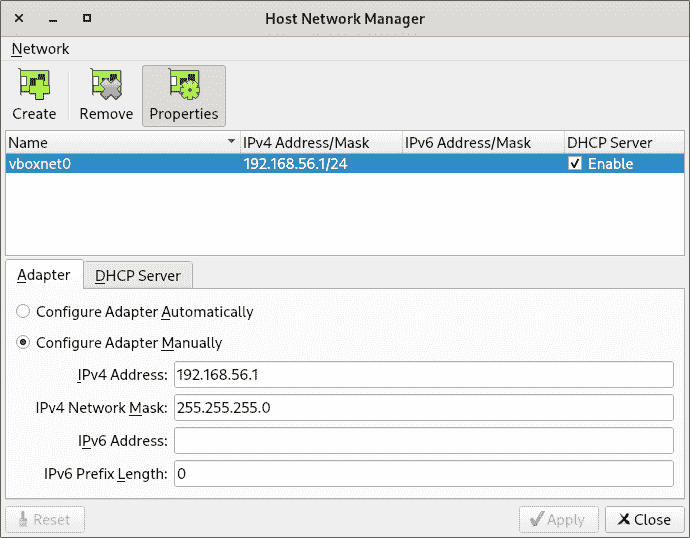 Host Network Manager
Network
Create Remove Properties
Name IPv4 Address/Mask IPv6 Address/Mask DHCP Server
vboxnet0 192.168.56.1/24 Enable
Adapter DHCP Server
Configure Adapter Automatically
Configure Adapter Manually
IPv4 Address: 192.168.56.1
IPv4 Network Mask: 255.255.255.0
IPv6 Address:
IPv6 Prefix Length: 0
Reset Apply Close